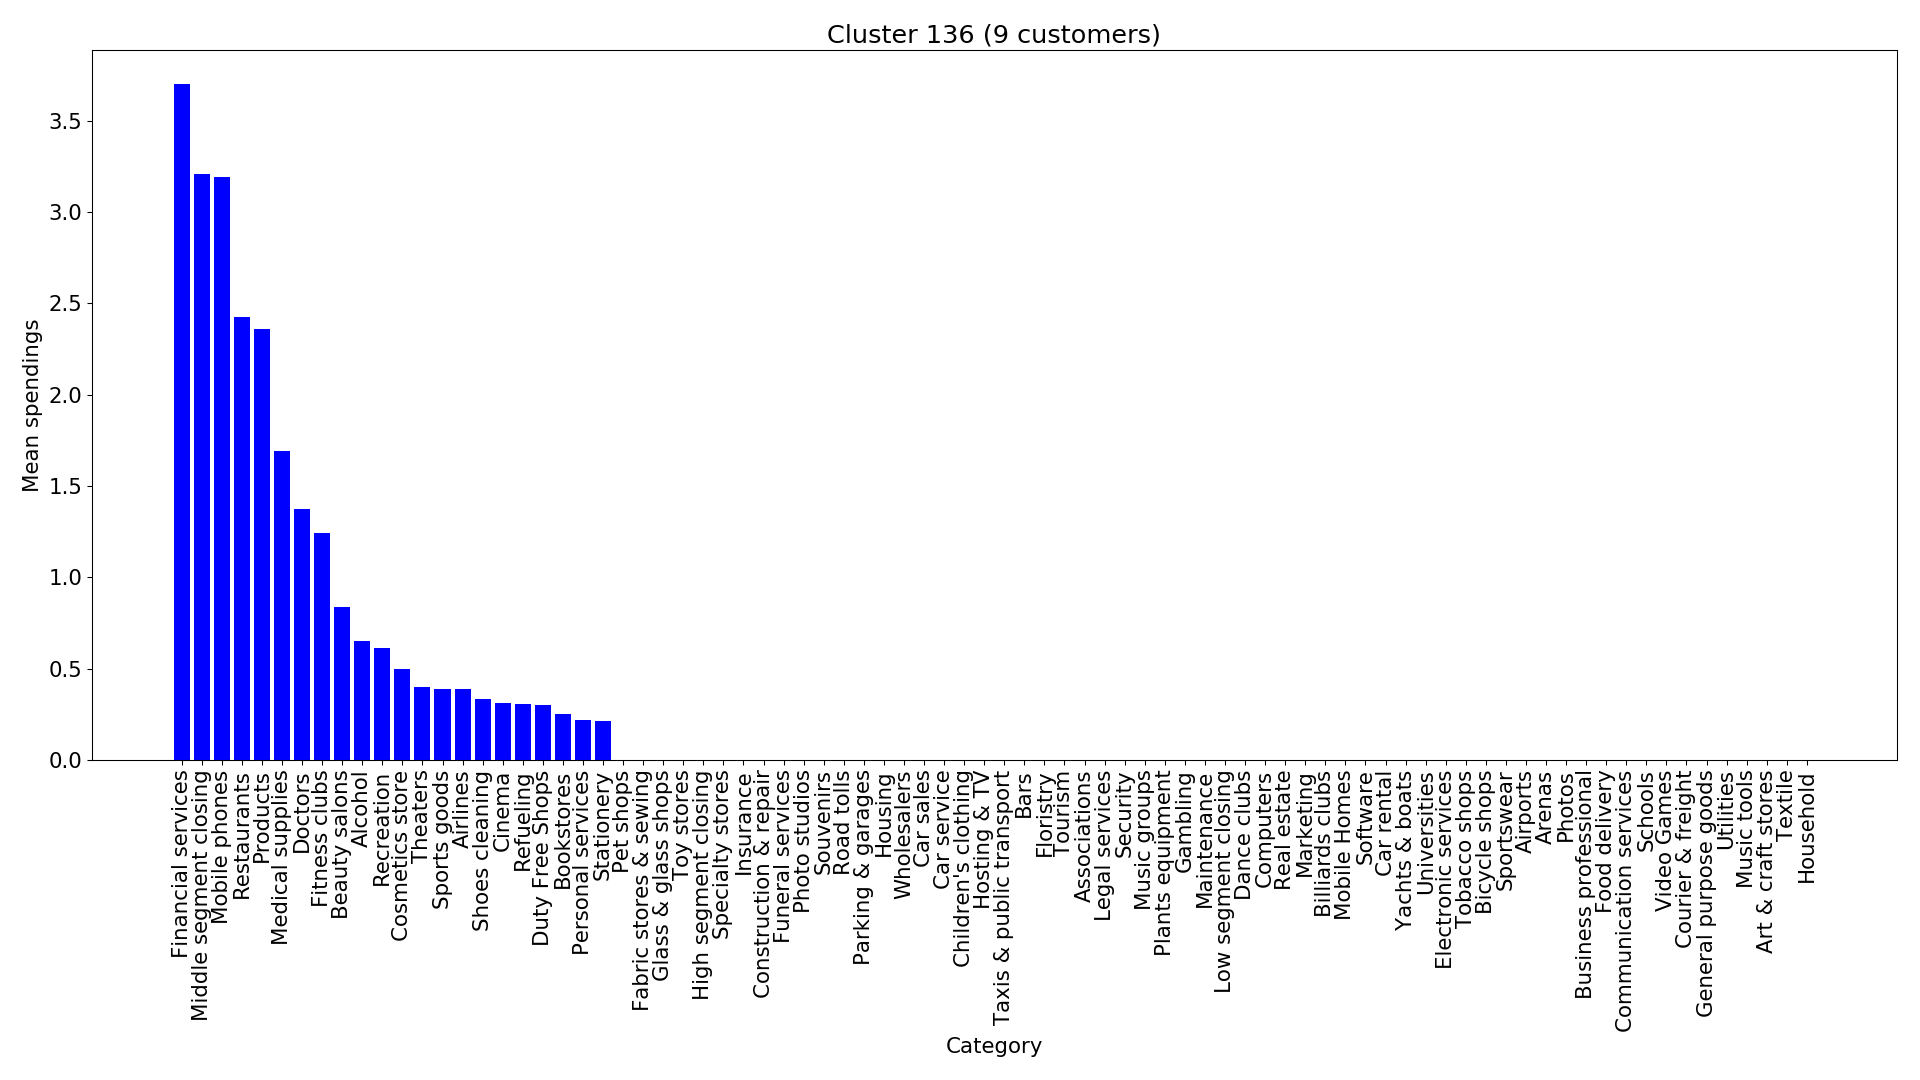 Cluster 136 (9 customers)
Mean spendings
3.5
3.0
2.5
2.0
1.5
1.0
0.5
0.0
Financial services
Middle segment closing
Mobile phones
Restaurants
Products
Medical supplies
Doctors
Fitness clubs
Beauty salons
Alcohol
Recreation
Cosmetics store
Theaters
Sports goods
Airlines
Shoes cleaning
Cinema
Refueling
Duty Free Shops
Bookstores
Personal services
Stationery
Pet shops
Fabric stores & sewing
Glass & glass shops
Toy stores
High segment closing
Specialty stores
Insurance
Construction & repair
Funeral services
Photo studios
Souvenirs
Road tolls
Parking & garages
Housing
Wholesalers
Car sales
Car service
Children's clothing
Hosting & TV
Taxis & public transport
Bars
Floristry
Tourism
Associations
Legal services
Security
Music groups
Plants equipment
Gambling
Maintenance
Low segment closing
Dance clubs
Computers
Real estate
Marketing
Billiards clubs
Mobile Homes
Software
Car rental
Yachts & boats
Universities
Electronic services
Tobacco shops
Bicycle shops
Sportswear
Airports
Arenas
Photos
Business professional
Food delivery
Communication services
Schools
Video Games
Courier & freight
General purpose goods
Utilities
Music tools
Art & craft stores
Textile
Household
Category